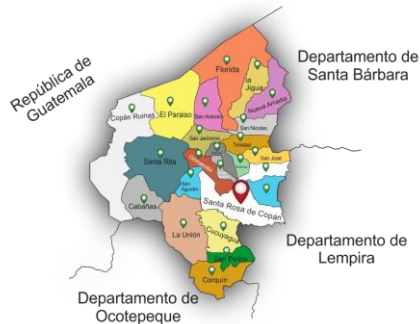 República de
Guatemala
Departamento de
Santa Bárbara
Florida
la
Jigua
Nueva Arcadia
Copán Ruinas
El Paraiso
San Antonio
San Nicolas
San Jerónimo
Trinidad
San José
Santa Rita
San
Agustín
Cabañas
Santa Rosa de Copán
La Unión
Cucuyagua
San Pedro
Corquín
Departamento de
Lempira
Departamento de
Ocotepeque